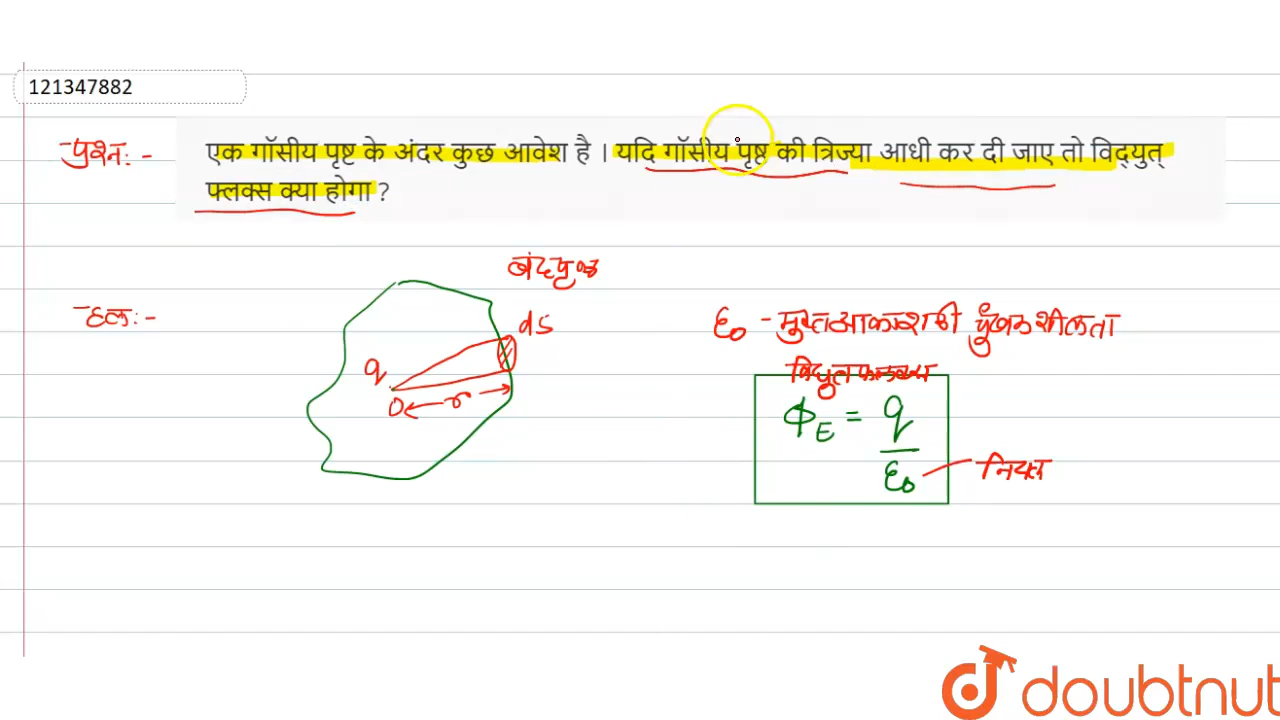 121347882
प्रश्न:-
एक गॉसीय पृष्ट के अंदर कुछ आवेश है । यदि गॉसीय पृष्ठ की त्रिज्या आधी कर दी जाए तो विद्युत्
फ्लक्स क्या होगा ?
बंद पृष्ठ
हल:-
ds
ε₀ - मुक्त आकाश की चुंबकशीलता
q
विद्युत फ्लक्स
O
r
ϕE = q
ε₀
नियत
doubtnut